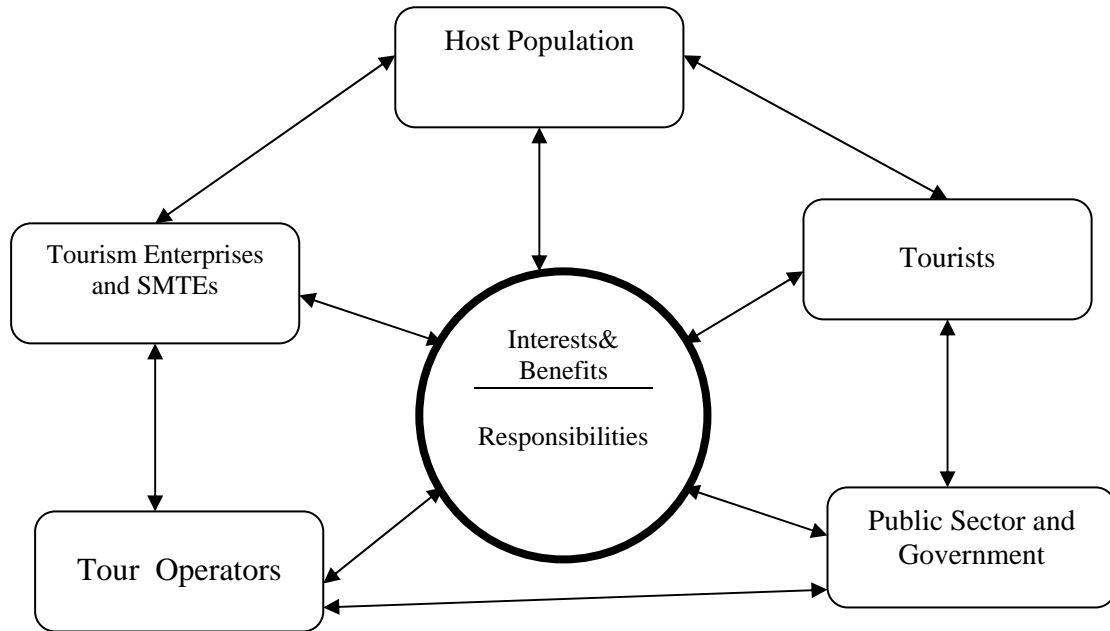 Host Population
Tourism Enterprises
and SMTEs
Tourists
Interests&
Benefits
Responsibilities
Tour Operators
Public Sector and
Government